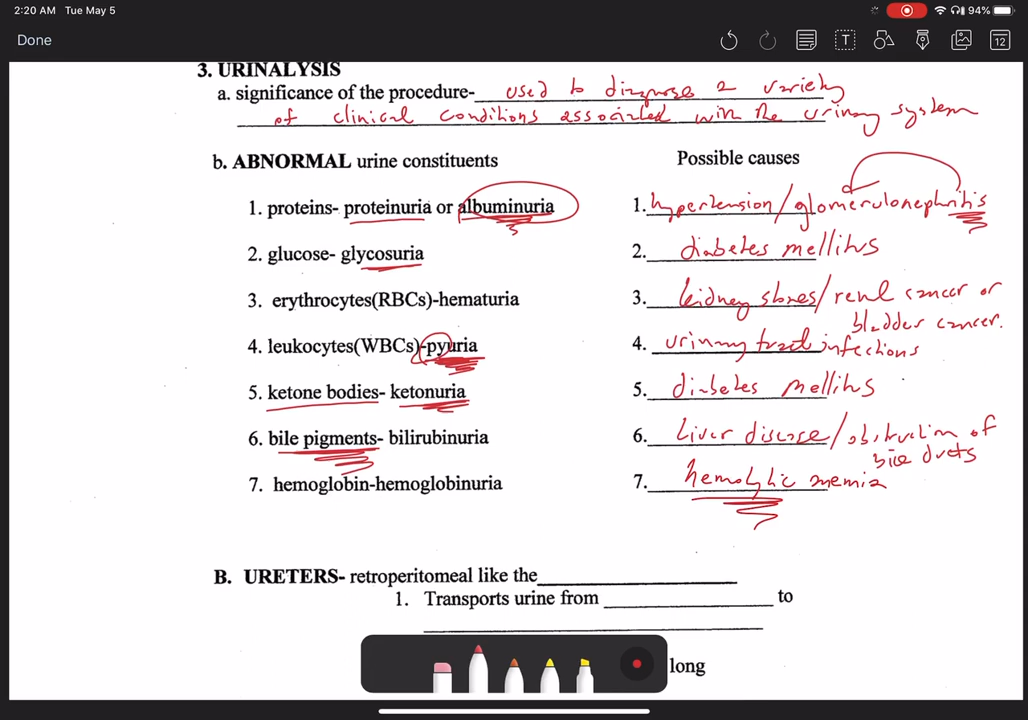 2:20 AM Tue May 5
94%
Done
T
12
3. URINALYSIS
a. significance of the procedure- used to diagnose a variety
of clinical conditions associated with the urinary system
b. ABNORMAL urine constituents
Possible causes
1. proteins- proteinuria or albuminuria
1. hypertension/glomerulonephritis
2. glucose- glycosuria
2. diabetes mellitus
3. erythrocytes(RBCs)-hematuria
3. kidney stones/renal cancer or
bladder cancer.
4. leukocytes(WBCs)-pyuria
4. urinary tract infections
5. ketone bodies- ketonuria
5. diabetes mellitus
6. bile pigments- bilirubinuria
6. Liver disease/obstruction of
bile ducts
7. hemoglobin-hemoglobinuria
7. hemolytic anemia
B. URETERS- retroperitomeal like the
1. Transports urine from to
long